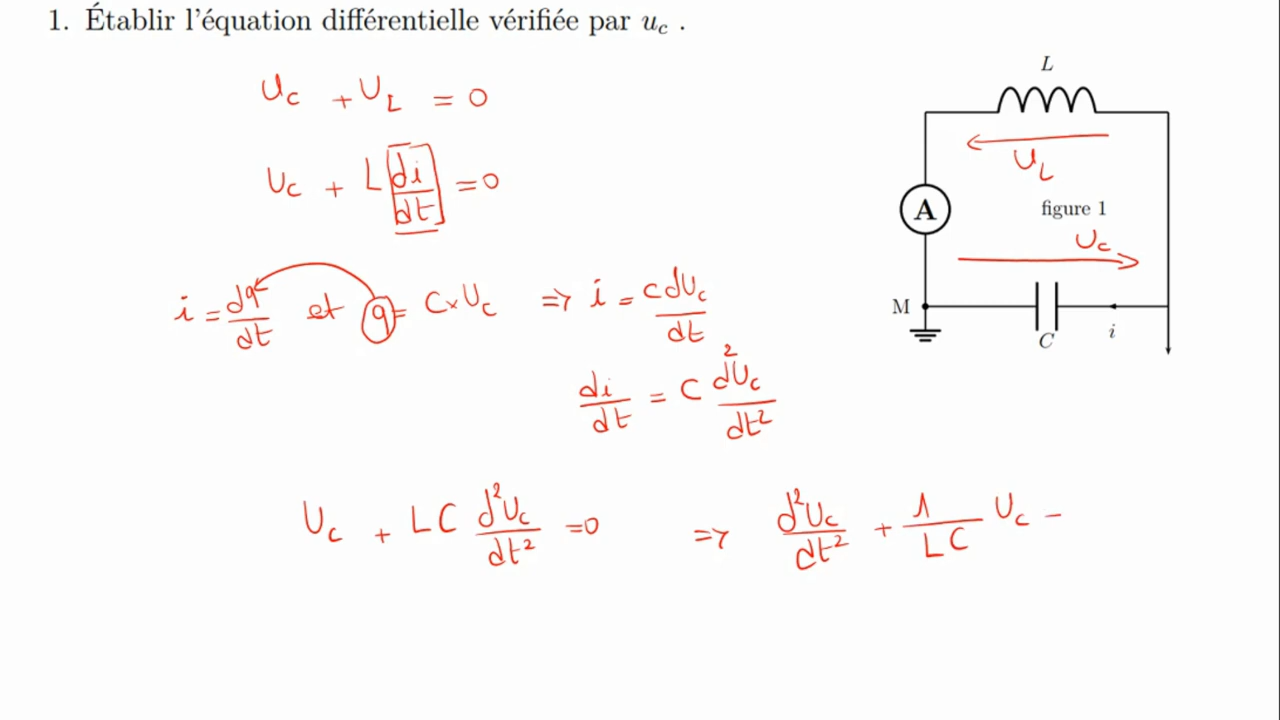 1. Établir l'équation différentielle vérifiée par u_c .
U_c + U_L = 0
U_c + L di/dt = 0
i = dq/dt et q = C × U_c ⇒ i = C dU_c/dt
di/dt = C d²U_c/dt²
U_c + LC d²U_c/dt² = 0 ⇒ d²U_c/dt² + 1/LC U_c -
L
U_L
A
figure 1
U_c
M
C
i